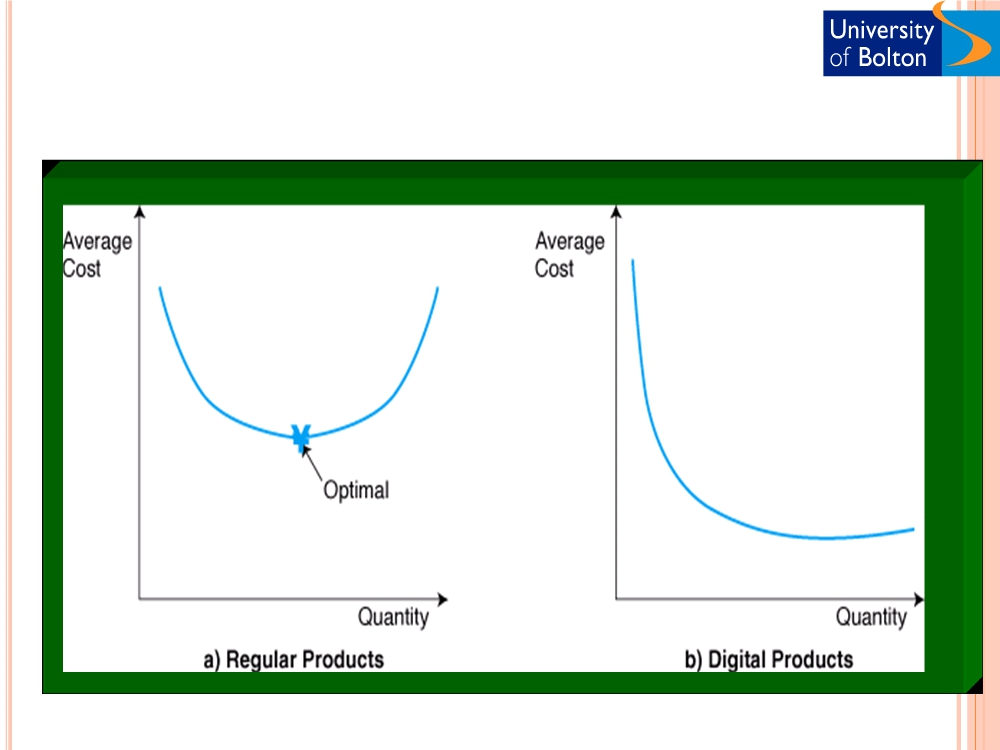 University
of Bolton
Average
Cost
¥
Optimal
Quantity
a) Regular Products
Average
Cost
Quantity
b) Digital Products